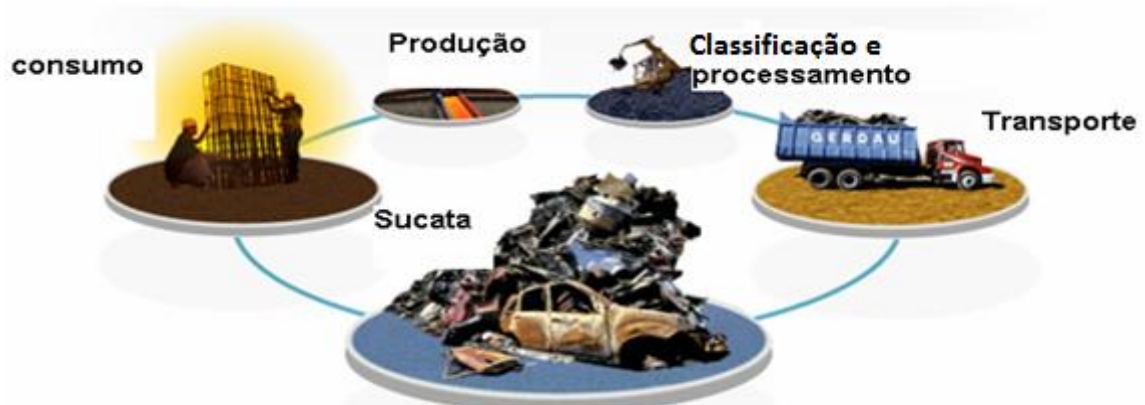 consumo
Produção
Classificação e
processamento
Transporte
GERDAU
Sucata